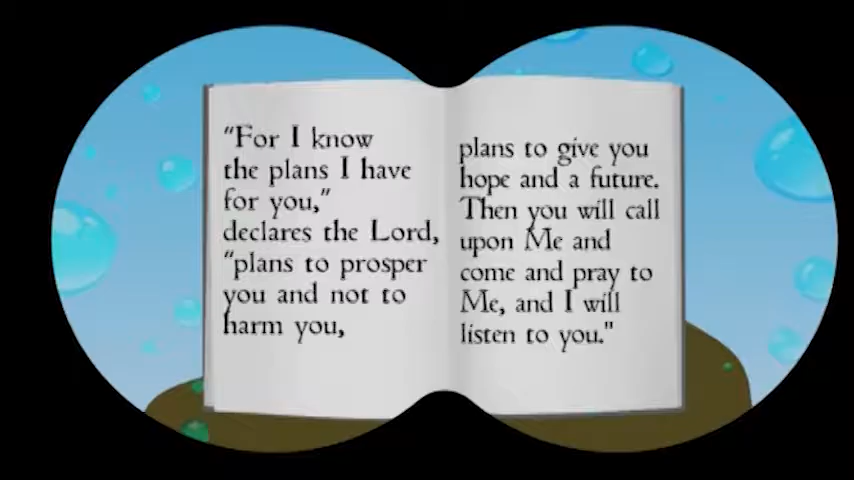 "For I know
the plans I have
for you,"
declares the Lord,
"plans to prosper
you and not to
harm you,
plans to give you
hope and a future.
Then you will call
upon Me and
come and pray to
Me, and I will
listen to you."